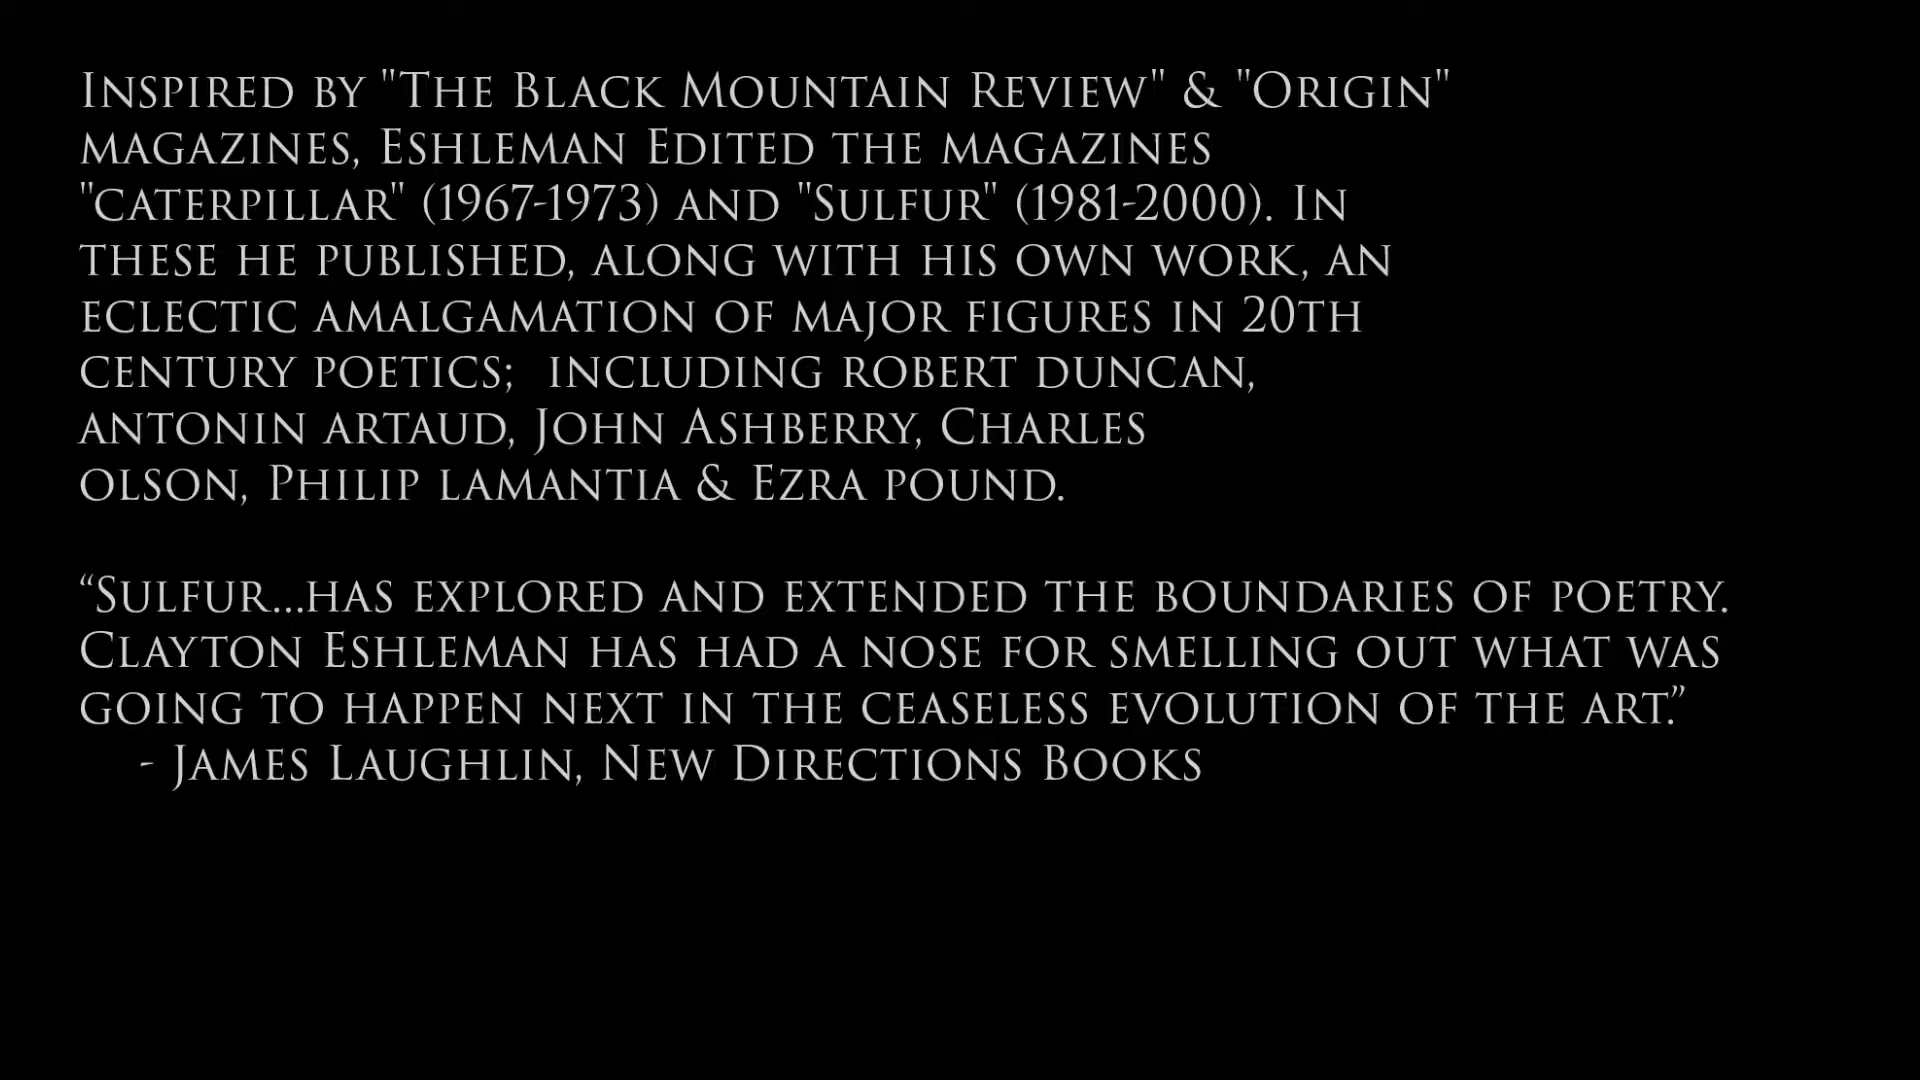 Inspired by "The Black Mountain Review" & "Origin"
magazines, Eshleman Edited the magazines
"caterpillar" (1967-1973) and "Sulfur" (1981-2000). In
these he published, along with his own work, an
eclectic amalgamation of major figures in 20th
century poetics;  including robert duncan,
antonin artaud, John Ashberry, Charles
olson, Philip lamantia & Ezra pound.

“Sulfur...has explored and extended the boundaries of poetry.
Clayton Eshleman has had a nose for smelling out what was
going to happen next in the ceaseless evolution of the art.”
- James Laughlin, New Directions Books